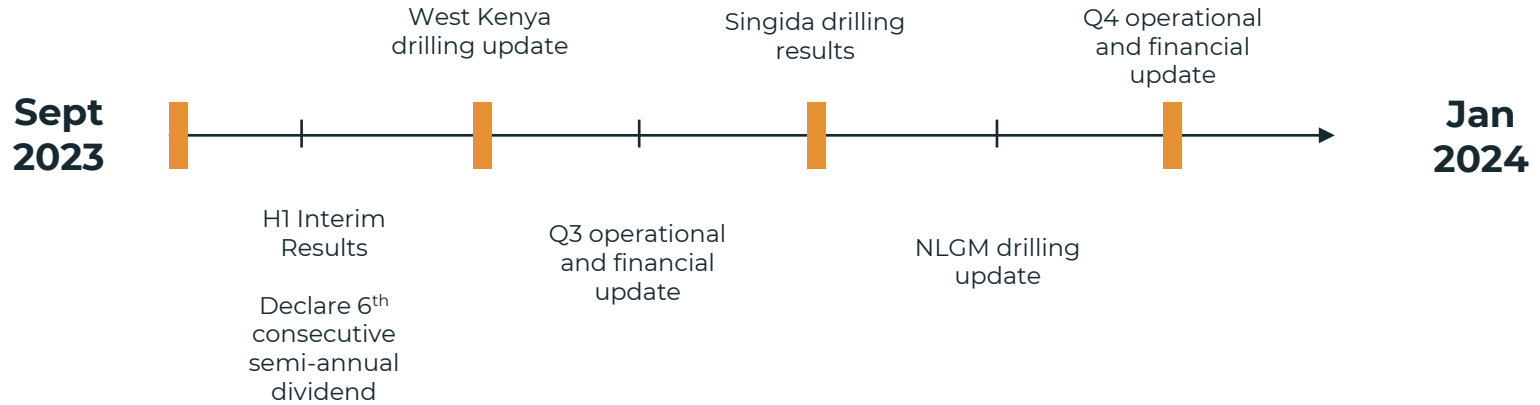 West Kenya
drilling update
Singida drilling
results
Q4 operational
and financial
update
Sept
2023
Jan
2024
H1 Interim
Results
Declare 6th
consecutive
semi-annual
dividend
Q3 operational
and financial
update
NLGM drilling
update